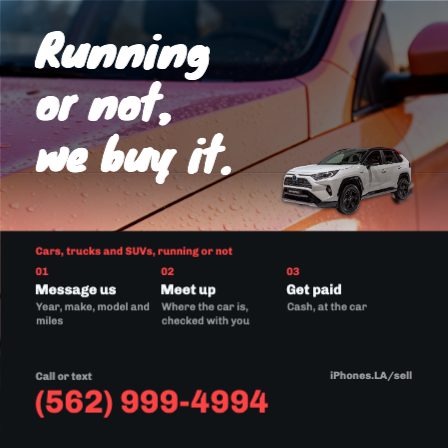 Running
or not,
we buy it.
Cars, trucks and SUVs, running or not
01
Message us
Year, make, model and
miles
02
Meet up
Where the car is,
checked with you
03
Get paid
Cash, at the car
Call or text
(562) 999-4994
iPhones.LA/sell